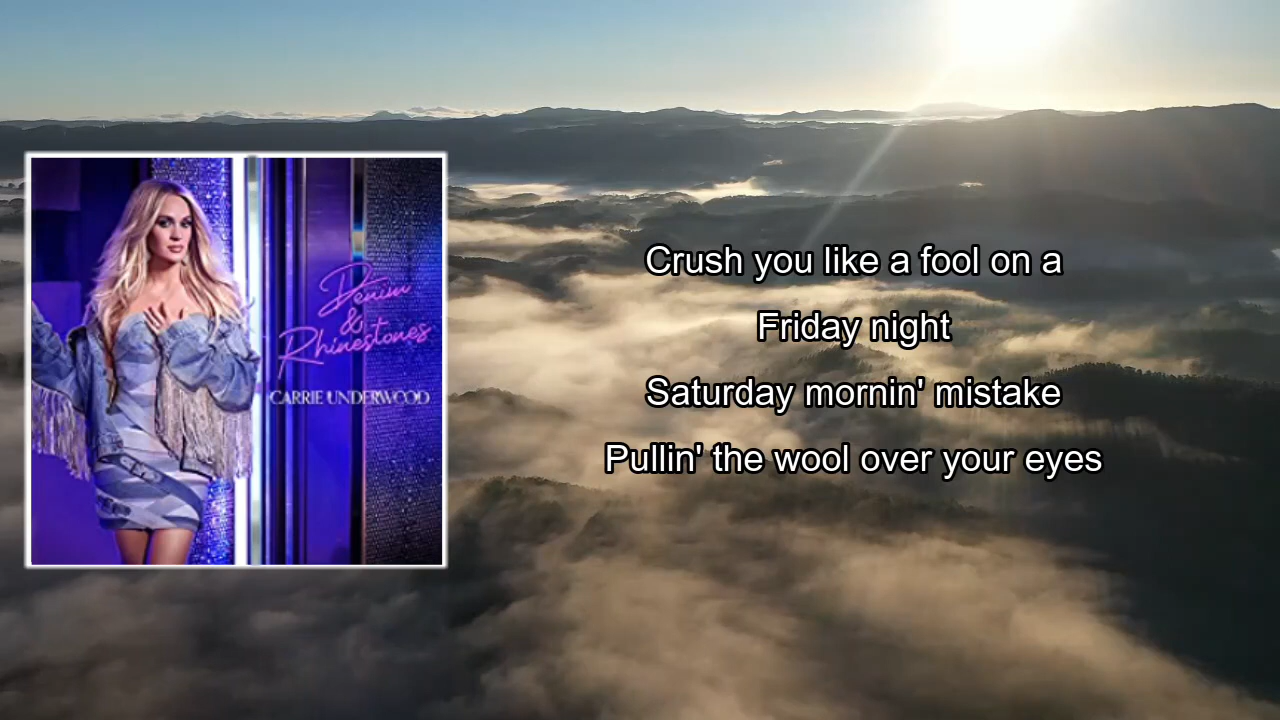 Denim
&
Rhinestones
CARRIE UNDERWOOD
Crush you like a fool on a
Friday night
Saturday mornin' mistake
Pullin' the wool over your eyes